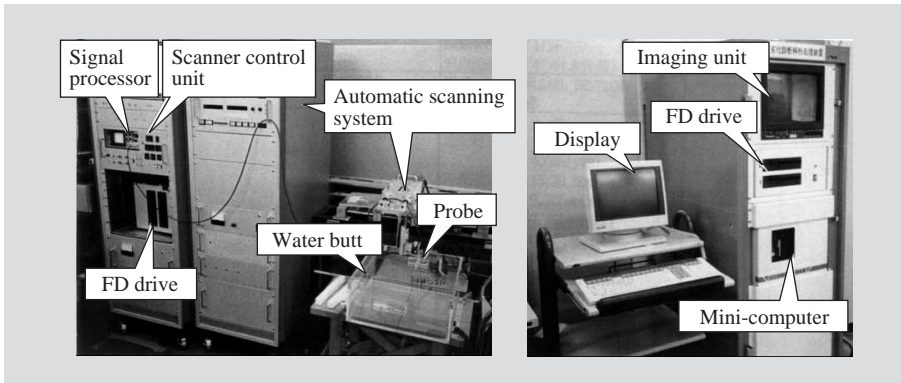 Signal
processor
Scanner control
unit
Automatic scanning
system
Probe
Water butt
FD drive
Imaging unit
FD drive
Display
Mini-computer